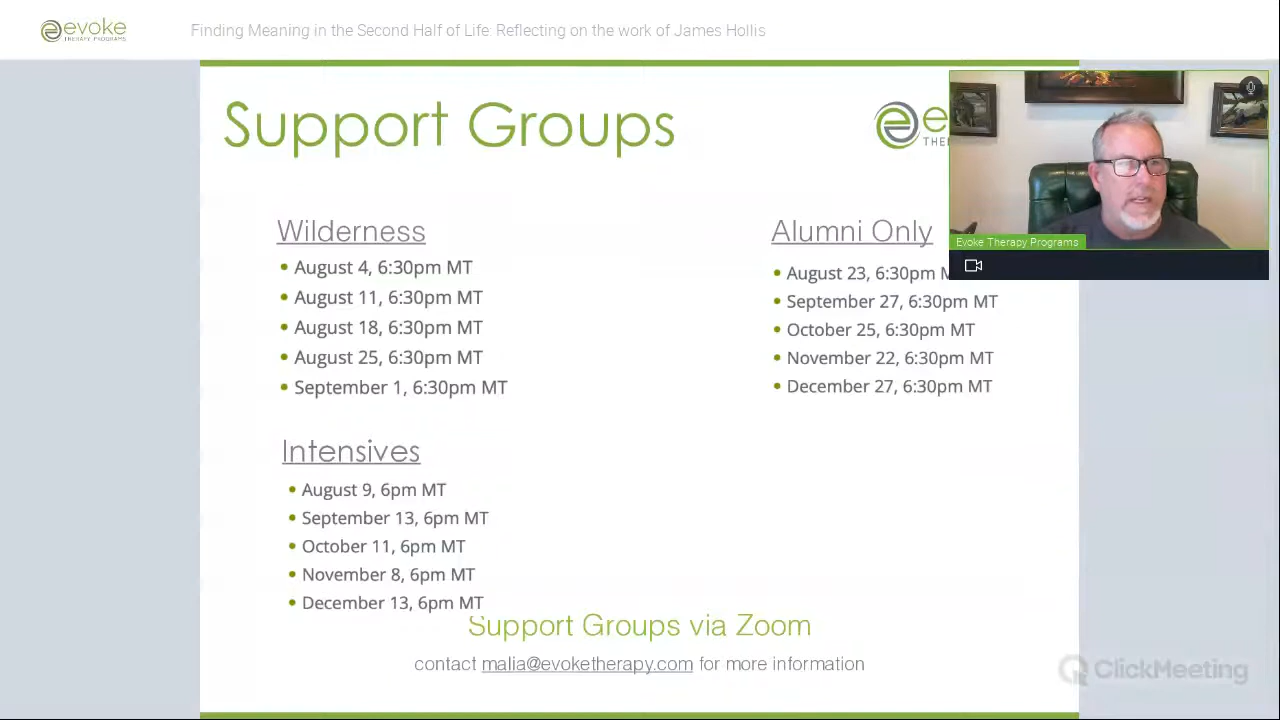 evoke
THERAPY PROGRAMS
Finding Meaning in the Second Half of Life: Reflecting on the work of James Hollis
Support Groups
Evoke Therapy Programs
Wilderness
August 4, 6:30pm MT
August 11, 6:30pm MT
August 18, 6:30pm MT
August 25, 6:30pm MT
September 1, 6:30pm MT
Alumni Only
August 23, 6:30pm
September 27, 6:30pm MT
October 25, 6:30pm MT
November 22, 6:30pm MT
December 27, 6:30pm MT
Intensives
August 9, 6pm MT
September 13, 6pm MT
October 11, 6pm MT
November 8, 6pm MT
December 13, 6pm MT
Support Groups via Zoom
contact malia@evoketherapy.com for more information
ClickMeeting